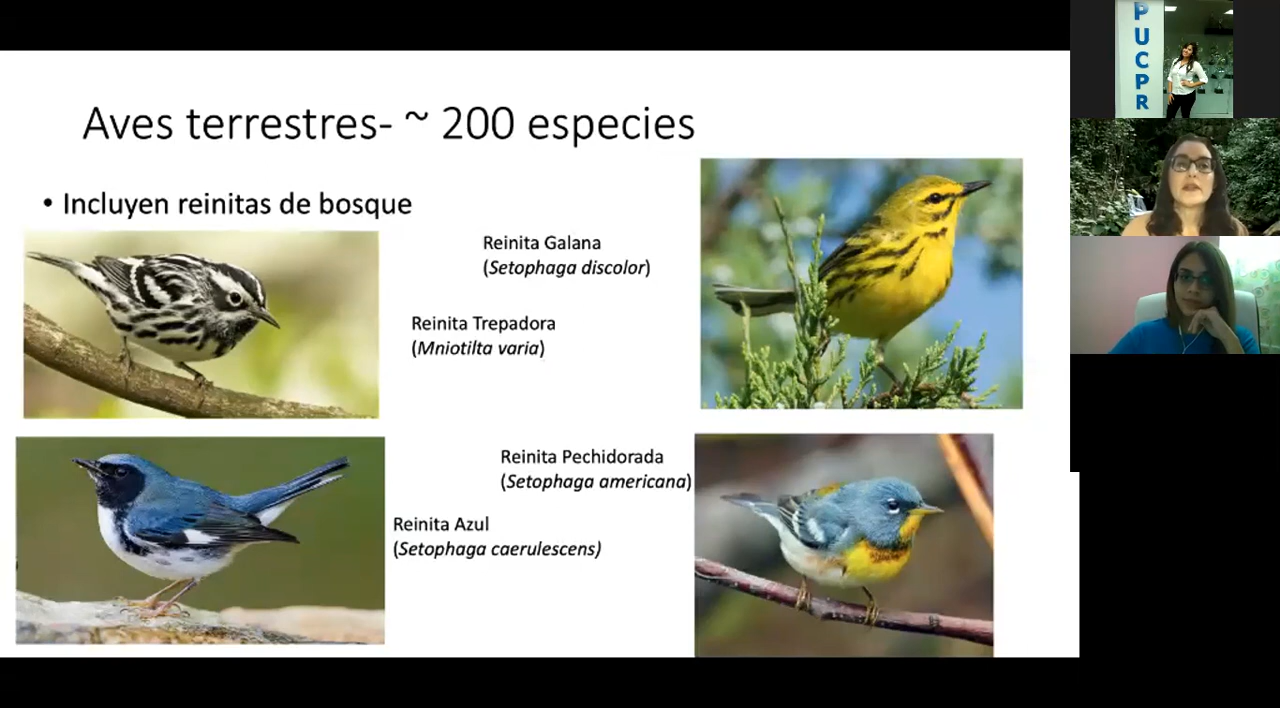 Aves terrestres- ~ 200 especies
• Incluyen reinitas de bosque
Reinita Galana
(Setophaga discolor)
Reinita Trepadora
(Mniotilta varia)
Reinita Pechidorada
(Setophaga americana)
Reinita Azul
(Setophaga caerulescens)
P
U
C
P
R